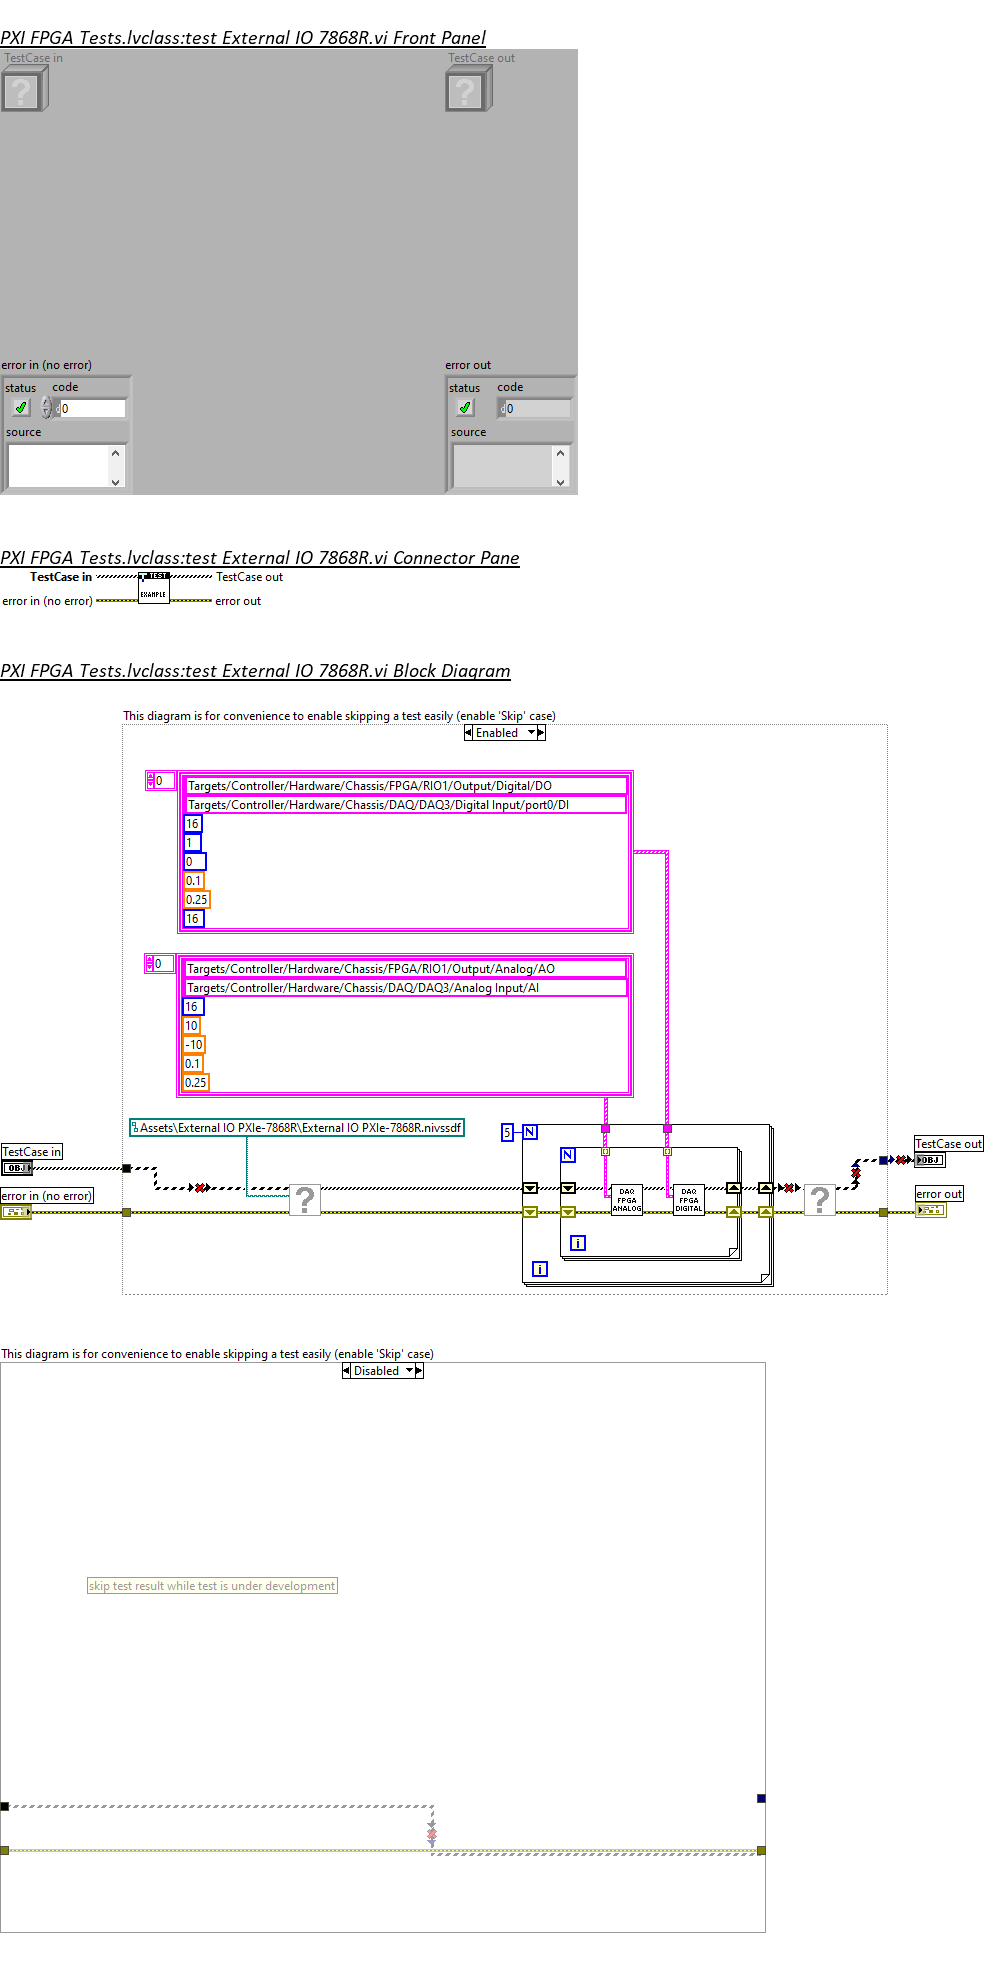 PXI FPGA Tests.lvclass:test External IO 7868R.vi Front Panel
TestCase in
TestCase out
error in (no error)
error out
status
code
status
code
d0
d0
source
source
PXI FPGA Tests.lvclass:test External IO 7868R.vi Connector Pane
TestCase in
TEST
TestCase out
error in (no error)
EXAMPLE
error out
PXI FPGA Tests.lvclass:test External IO 7868R.vi Block Diagram
This diagram is for convenience to enable skipping a test easily (enable 'Skip' case)
Enabled
0
Targets/Controller/Hardware/Chassis/FPGA/RIO1/Output/Digital/DO
Targets/Controller/Hardware/Chassis/DAQ/DAQ3/Digital Input/port0/DI
16
1
0
0.1
0.25
16
0
Targets/Controller/Hardware/Chassis/FPGA/RIO1/Output/Analog/AO
Targets/Controller/Hardware/Chassis/DAQ/DAQ3/Analog Input/AI
16
10
-10
0.1
0.25
Assets\External IO PXIe-7868R\External IO PXIe-7868R.nivssdf
5
N
N
TestCase in
OBJ
TestCase out
OBJ
error in (no error)
?
DAQ FPGA ANALOG
DAQ FPGA DIGITAL
?
error out
i
i
This diagram is for convenience to enable skipping a test easily (enable 'Skip' case)
Disabled
skip test result while test is under development